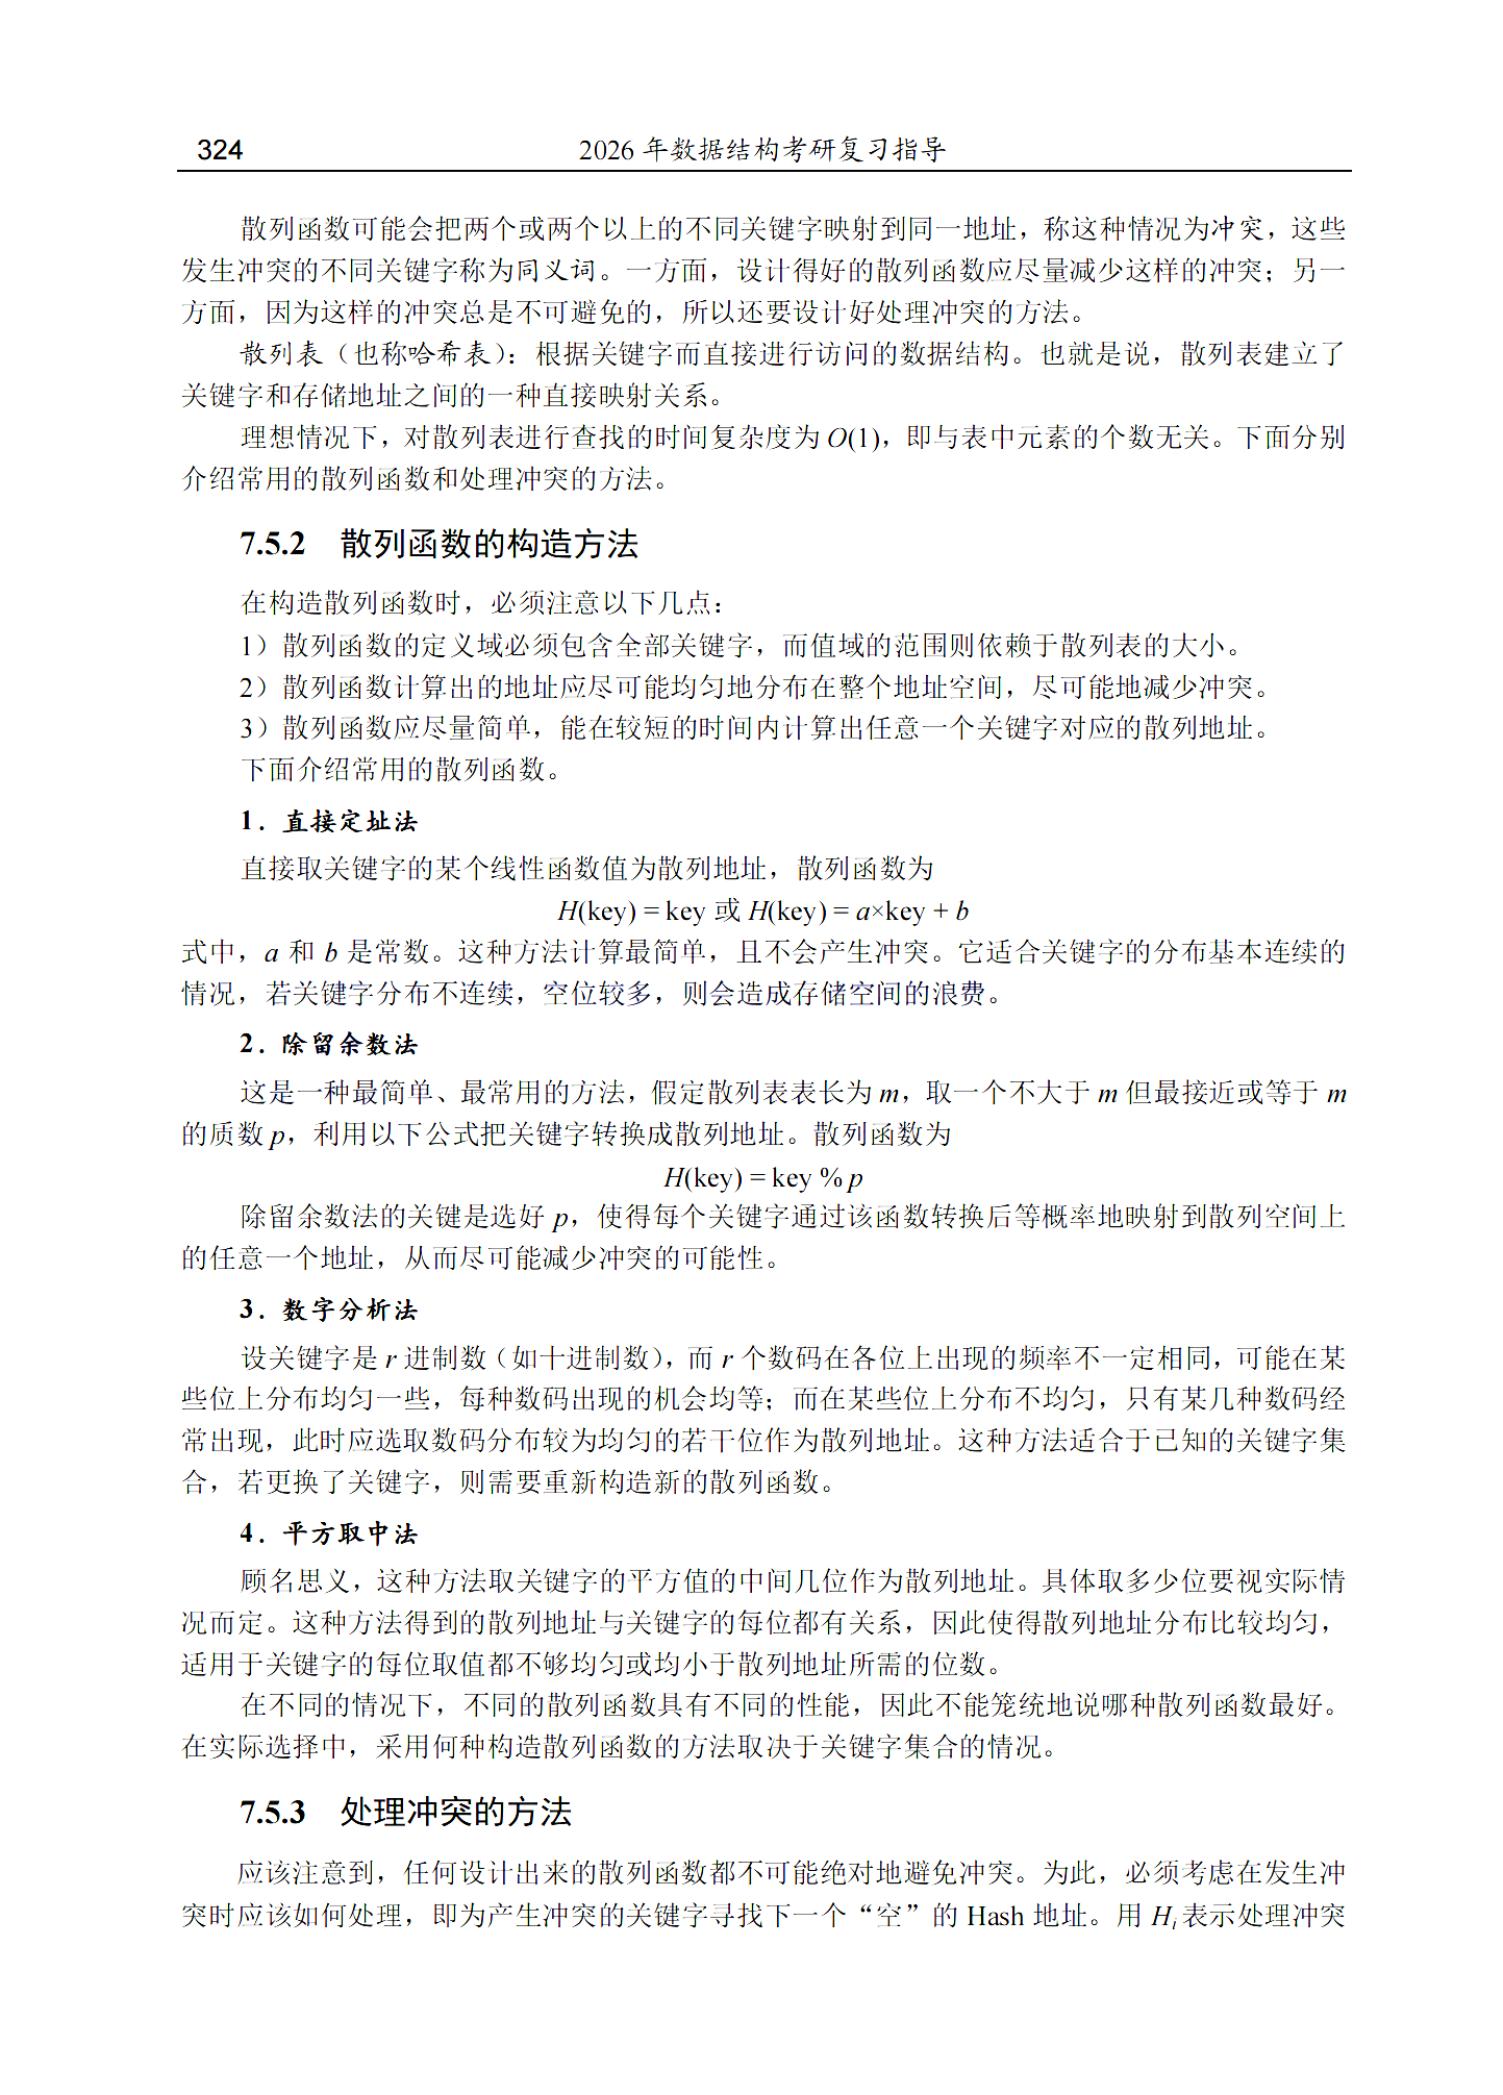 324
2026 年数据结构考研复习指导
散列函数可能会把两个或两个以上的不同关键字映射到同一地址，称这种情况为冲突，这些
发生冲突的不同关键字称为同义词。一方面，设计得好的散列函数应尽量减少这样的冲突；另一
方面，因为这样的冲突总是不可避免的，所以还要设计好处理冲突的方法。
散列表（也称哈希表）：根据关键字而直接进行访问的数据结构。也就是说，散列表建立了
关键字和存储地址之间的一种直接映射关系。
理想情况下，对散列表进行查找的时间复杂度为 O(1)，即与表中元素的个数无关。下面分别
介绍常用的散列函数和处理冲突的方法。
7.5.2 散列函数的构造方法
在构造散列函数时，必须注意以下几点：
1）散列函数的定义域必须包含全部关键字，而值域的范围则依赖于散列表的大小。
2）散列函数计算出的地址应尽可能均匀地分布在整个地址空间，尽可能地减少冲突。
3）散列函数应尽量简单，能在较短的时间内计算出任意一个关键字对应的散列地址。
下面介绍常用的散列函数。
1．直接定址法
直接取关键字的某个线性函数值为散列地址，散列函数为
H(key) = key 或 H(key) = a×key + b
式中，a 和 b 是常数。这种方法计算最简单，且不会产生冲突。它适合关键字的分布基本连续的
情况，若关键字分布不连续，空位较多，则会造成存储空间的浪费。
2．除留余数法
这是一种最简单、最常用的方法，假定散列表表长为 m，取一个不大于 m 但最接近或等于 m
的质数 p，利用以下公式把关键字转换成散列地址。散列函数为
H(key) = key % p
除留余数法的关键是选好 p，使得每个关键字通过该函数转换后等概率地映射到散列空间上
的任意一个地址，从而尽可能减少冲突的可能性。
3．数字分析法
设关键字是 r 进制数（如十进制数），而 r 个数码在各位上出现的频率不一定相同，可能在某
些位上分布均匀一些，每种数码出现的机会均等；而在某些位上分布不均匀，只有某几种数码经
常出现，此时应选取数码分布较为均匀的若干位作为散列地址。这种方法适合于已知的关键字集
合，若更换了关键字，则需要重新构造新的散列函数。
4．平方取中法
顾名思义，这种方法取关键字的平方值的中间几位作为散列地址。具体取多少位要视实际情
况而定。这种方法得到的散列地址与关键字的每位都有关系，因此使得散列地址分布比较均匀，
适用于关键字的每位取值都不够均匀或均小于散列地址所需的位数。
在不同的情况下，不同的散列函数具有不同的性能，因此不能笼统地说哪种散列函数最好。
在实际选择中，采用何种构造散列函数的方法取决于关键字集合的情况。
7.5.3 处理冲突的方法
应该注意到，任何设计出来的散列函数都不可能绝对地避免冲突。为此，必须考虑在发生冲
突时应该如何处理，即为产生冲突的关键字寻找下一个“空”的 Hash 地址。用 Hi 表示处理冲突